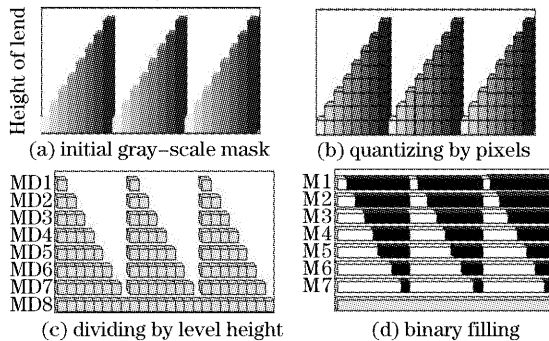 Height of lend
(a) initial gray-scale mask
(b) quantizing by pixels
MD1
MD2
MD3
MD4
MD5
MD6
MD7
MD8
(c) dividing by level height
M1
M2
M3
M4
M5
M6
M7
(d) binary filling